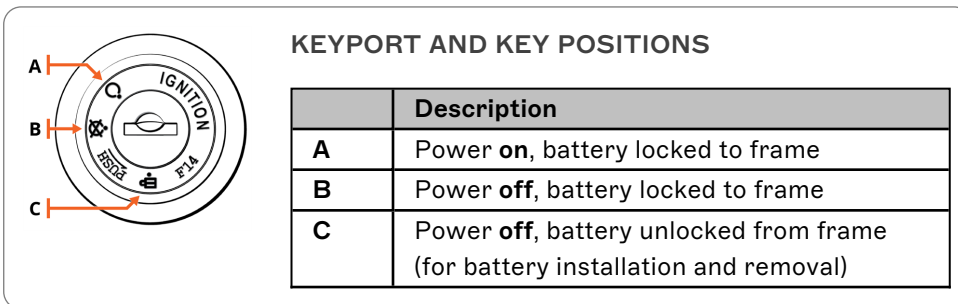 KEYPORT AND KEY POSITIONS
A
B
C
IGNITION
PUSH
F14
Description
A Power on, battery locked to frame
B Power off, battery locked to frame
C Power off, battery unlocked from frame
(for battery installation and removal)